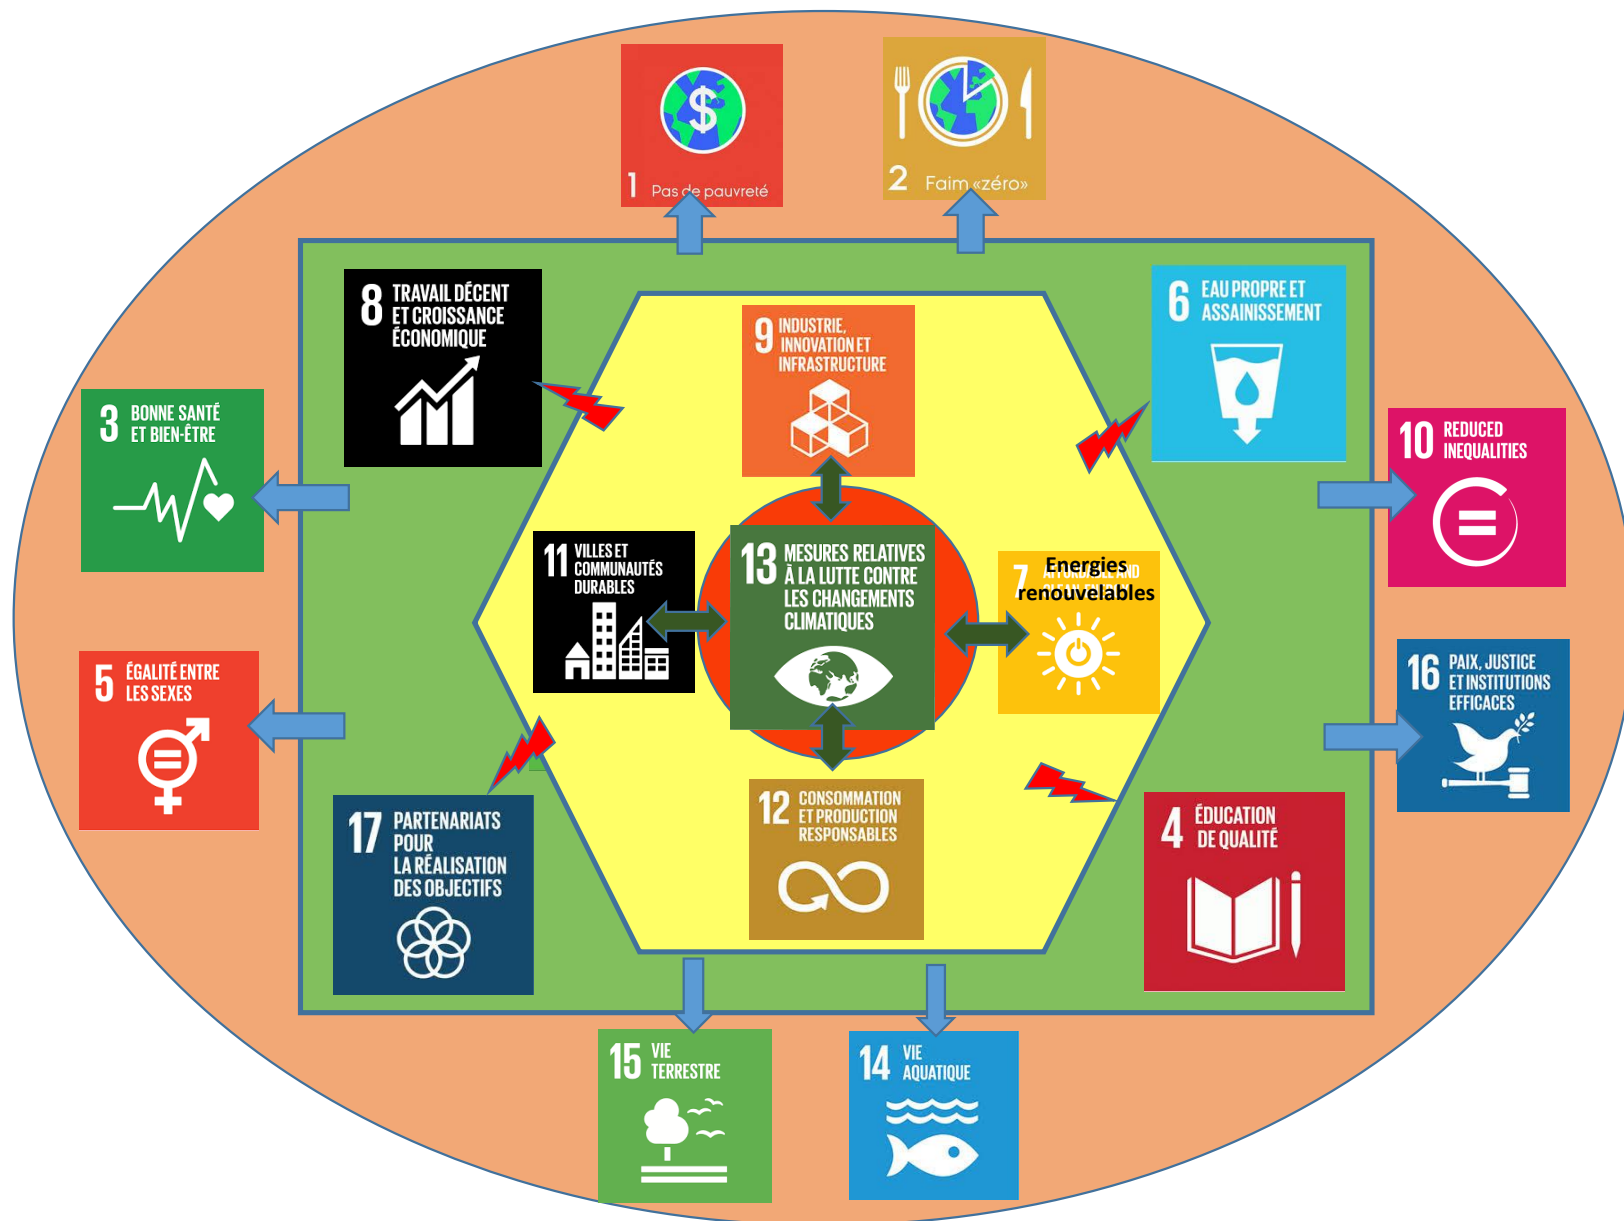 $
1 Pas de pauvreté
2 Faim «zéro»
8 TRAVAIL DÉCENT
ET CROISSANCE
ÉCONOMIQUE
9 INDUSTRIE,
INNOVATION ET
INFRASTRUCTURE
6 EAU PROPRE ET
ASSAINISSEMENT
3 BONNE SANTÉ
ET BIEN-ÊTRE
10 REDUCED
INEQUALITIES
11 VILLES ET
COMMUNAUTÉS
DURABLES
13 MESURES RELATIVES
À LA LUTTE CONTRE
LES CHANGEMENTS
CLIMATIQUES
7
Energies
renouvelables
5 ÉGALITÉ ENTRE
LES SEXES
16 PAIX, JUSTICE
ET INSTITUTIONS
EFFICACES
17 PARTENARIATS
POUR
LA RÉALISATION
DES OBJECTIFS
12 CONSOMMATION
ET PRODUCTION
RESPONSABLES
4 ÉDUCATION
DE QUALITÉ
15 VIE
TERRESTRE
14 VIE
AQUATIQUE